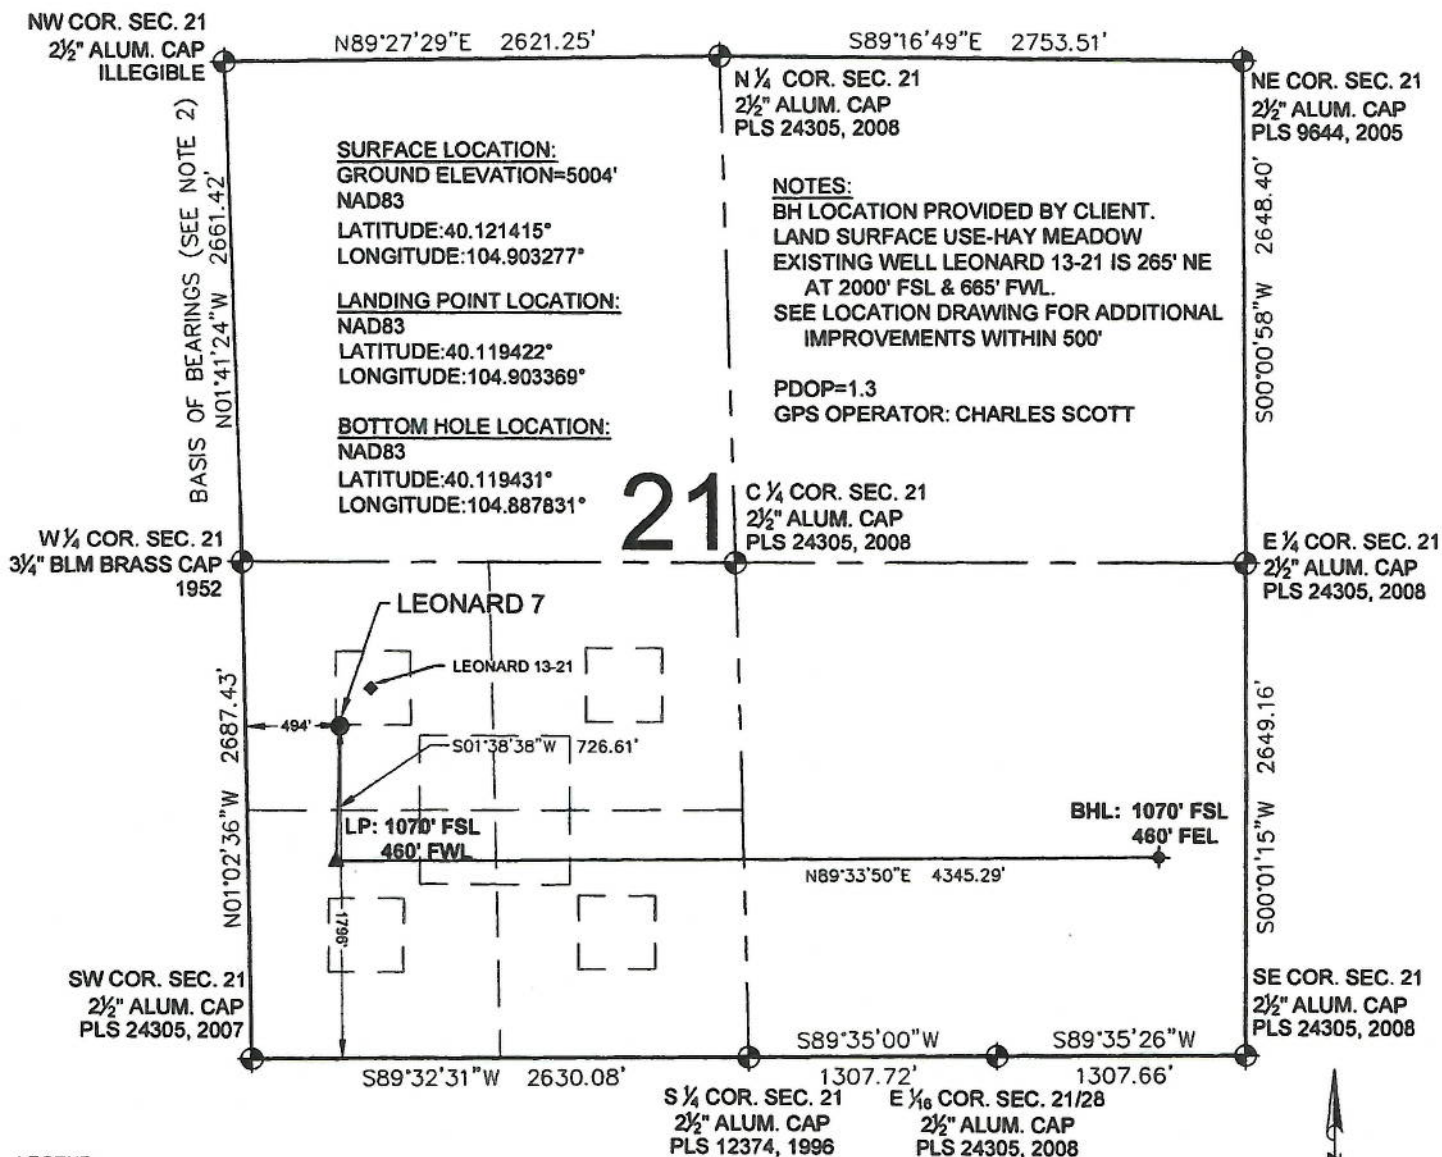 NW COR. SEC. 21
2½" ALUM. CAP
ILLEGIBLE
N89°27'29"E 2621.25'
S89°16'49"E 2753.51'
N ¼ COR. SEC. 21
2½" ALUM. CAP
PLS 24305, 2008
NE COR. SEC. 21
2½" ALUM. CAP
PLS 9644, 2005
BASIS OF BEARINGS (SEE NOTE 2)
N01°41'24"W 2661.42'
SURFACE LOCATION:
GROUND ELEVATION=5004'
NAD83
LATITUDE:40.121415°
LONGITUDE:104.903277°
LANDING POINT LOCATION:
NAD83
LATITUDE:40.119422°
LONGITUDE:104.903369°
BOTTOM HOLE LOCATION:
NAD83
LATITUDE:40.119431°
LONGITUDE:104.887831°
NOTES:
BH LOCATION PROVIDED BY CLIENT.
LAND SURFACE USE-HAY MEADOW
EXISTING WELL LEONARD 13-21 IS 265' NE
AT 2000' FSL & 665' FWL.
SEE LOCATION DRAWING FOR ADDITIONAL
IMPROVEMENTS WITHIN 500'
PDOP=1.3
GPS OPERATOR: CHARLES SCOTT
S00°00'58"W 2648.40'
21
C ¼ COR. SEC. 21
2½" ALUM. CAP
PLS 24305, 2008
W ¼ COR. SEC. 21
3¼" BLM BRASS CAP
1952
E ¼ COR. SEC. 21
2½" ALUM. CAP
PLS 24305, 2008
LEONARD 7
LEONARD 13-21
494'
S01°38'38"W 726.61'
N01°02'36"W 2687.43'
LP: 1070' FSL
460' FWL
BHL: 1070' FSL
460' FEL
N89°33'50"E 4345.29'
1796'
S00°01'15"W 2649.16'
SW COR. SEC. 21
2½" ALUM. CAP
PLS 24305, 2007
SE COR. SEC. 21
2½" ALUM. CAP
PLS 24305, 2008
S89°32'31"W 2630.08'
S89°35'00"W
1307.72'
S89°35'26"W
1307.66'
S ¼ COR. SEC. 21
2½" ALUM. CAP
PLS 12374, 1996
E 1⁄16 COR. SEC. 21/28
2½" ALUM. CAP
PLS 24305, 2008